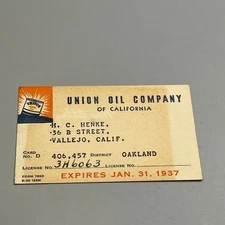 UNION OIL COMPANY
OF CALIFORNIA
H. C. HENKE,
36 B STREET,
VALLEJO, CALIF.
CARD No. D 406,457 DISTRICT OAKLAND
LICENSE No. 3H6063 LICENSE No.
EXPIRES JAN. 31, 1937